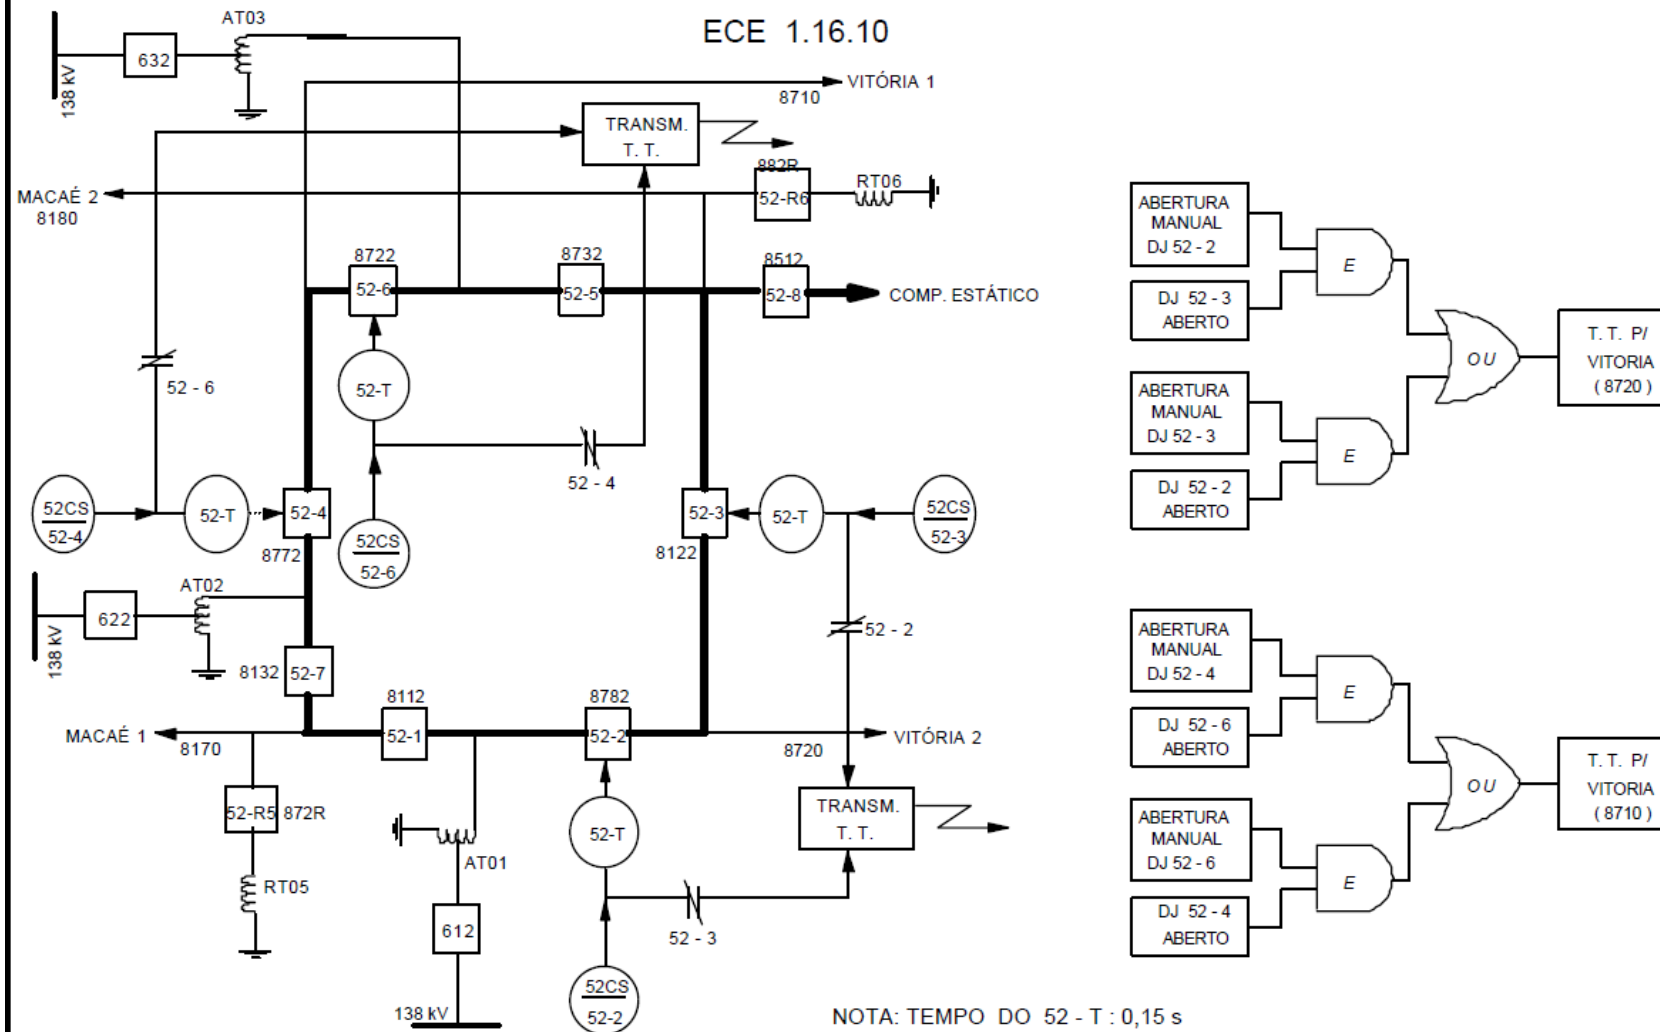 AT03
ECE 1.16.10
632
138 kV
VITÓRIA 1
8710
TRANSM.
T. T.
882R
52-R6
RT06
MACAÉ 2
8180
8722
52-6
8732
52-5
8512
52-8
COMP. ESTÁTICO
52 - 6
52-T
52 - 4
52CS
52-4
52-T
52-4
8772
52CS
52-6
52-3
8122
52-T
52CS
52-3
AT02
622
138 kV
52 - 2
8132
52-7
8112
52-1
8782
52-2
MACAÉ 1
8170
8720
VITÓRIA 2
52-R5
872R
RT05
AT01
612
138 kV
52-T
TRANSM.
T. T.
52 - 3
52CS
52-2
ABERTURA
MANUAL
DJ 52 - 2
E
DJ 52 - 3
ABERTO
OU
T. T. P/
VITORIA
( 8720 )
ABERTURA
MANUAL
DJ 52 - 3
E
DJ 52 - 2
ABERTO
ABERTURA
MANUAL
DJ 52 - 4
E
DJ 52 - 6
ABERTO
OU
T. T. P/
VITORIA
( 8710 )
ABERTURA
MANUAL
DJ 52 - 6
E
DJ 52 - 4
ABERTO
NOTA: TEMPO DO 52 - T : 0,15 s